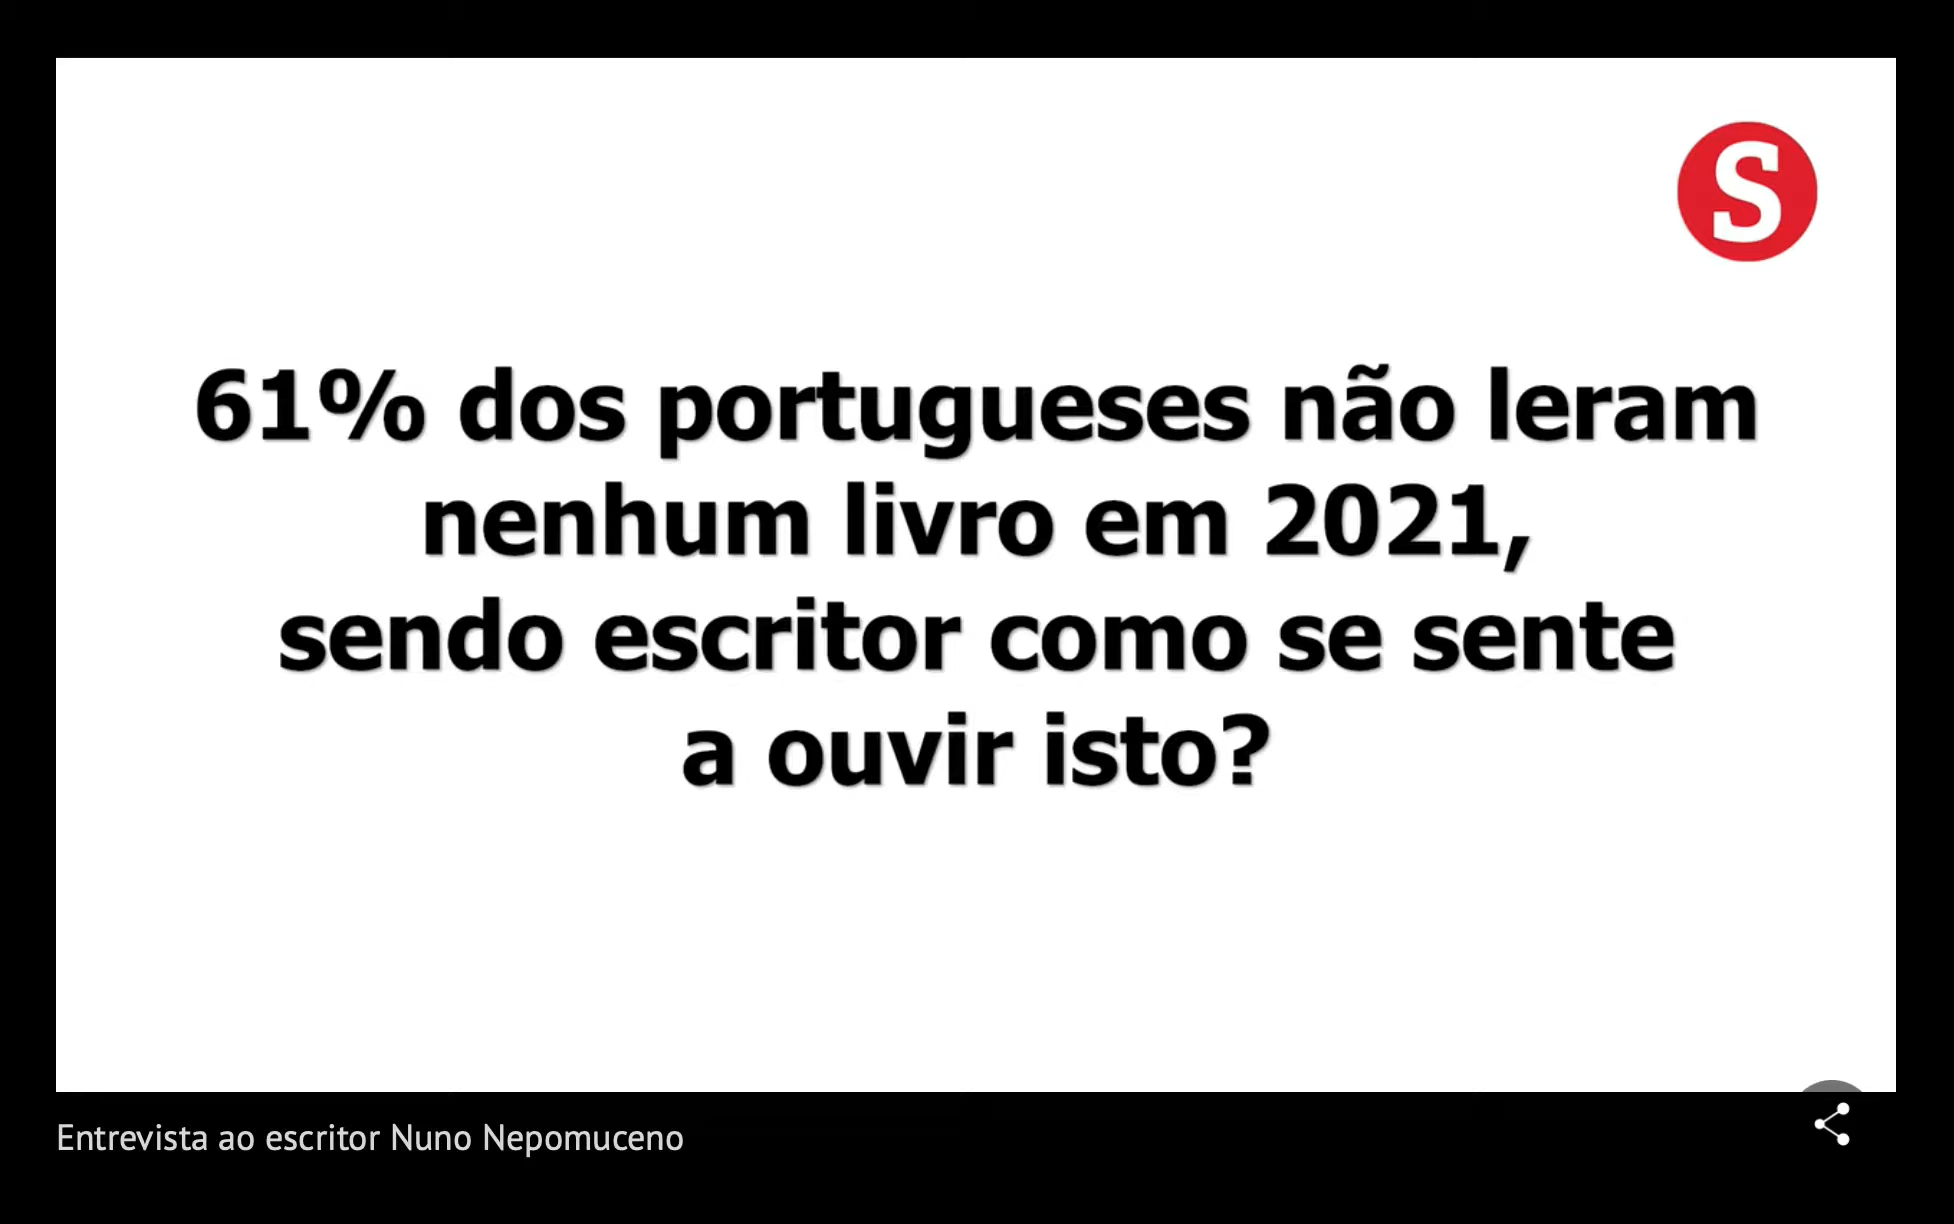 S
61% dos portugueses não leram
nenhum livro em 2021,
sendo escritor como se sente
a ouvir isto?
Entrevista ao escritor Nuno Nepomuceno